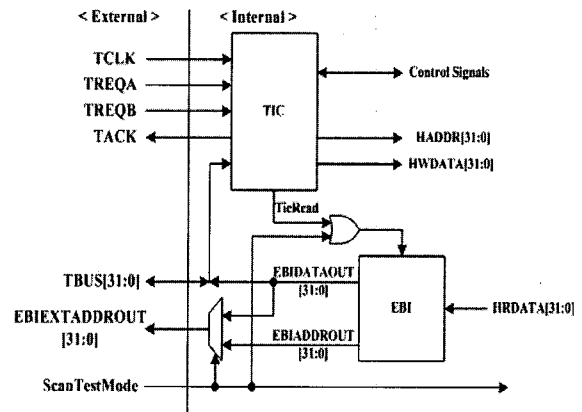 < External > < Internal >
TCLK
TREQA
TREQB
TACK
TIC
Control Signals
HADDR[31:0]
HWDATA[31:0]
TicRead
TBUS[31:0]
EBIDATAOUT
[31:0]
EBIEXTADDROUT
[31:0]
EBIADDROUT
[31:0]
EBI
HRDATA[31:0]
ScanTestMode